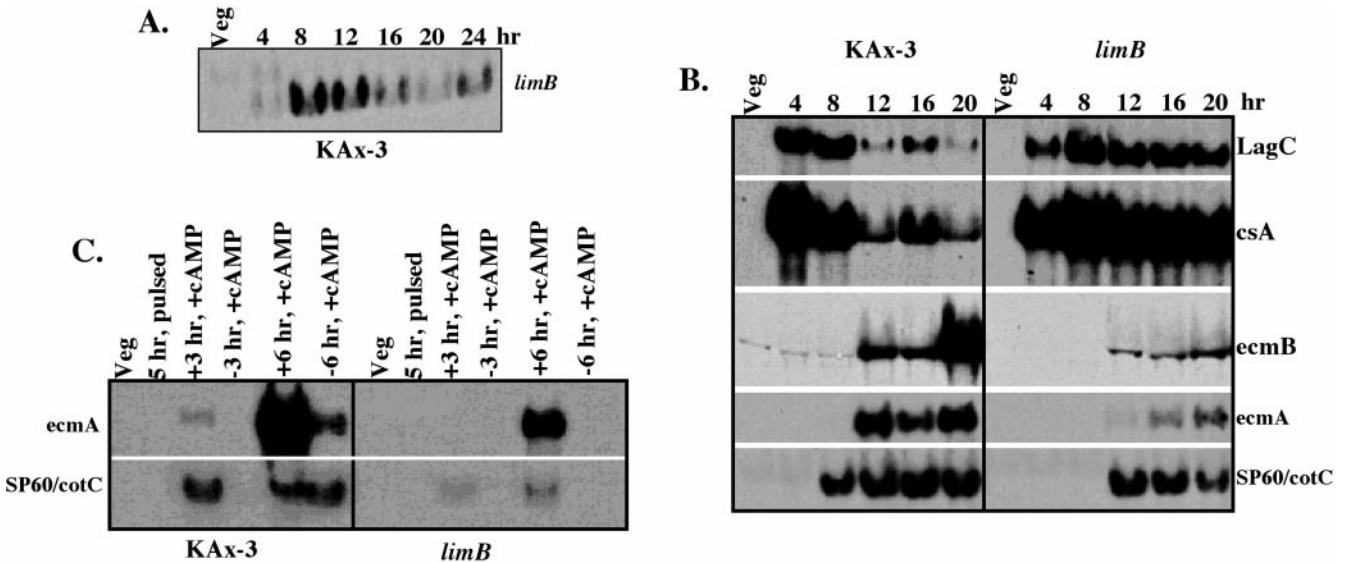 A.
Veg 4 8 12 16 20 24 hr
limB
KAx-3
B.
KAx-3 limB
Veg 4 8 12 16 20 Veg 4 8 12 16 20 hr
LagC
csA
ecmB
ecmA
SP60/cotC
C.
Veg
5 hr, pulsed
+3 hr, +cAMP
-3 hr, +cAMP
+6 hr, +cAMP
-6 hr, +cAMP
Veg
5 hr, pulsed
+3 hr, +cAMP
-3 hr, +cAMP
+6 hr, +cAMP
-6 hr, +cAMP
ecmA
SP60/cotC
KAx-3 limB